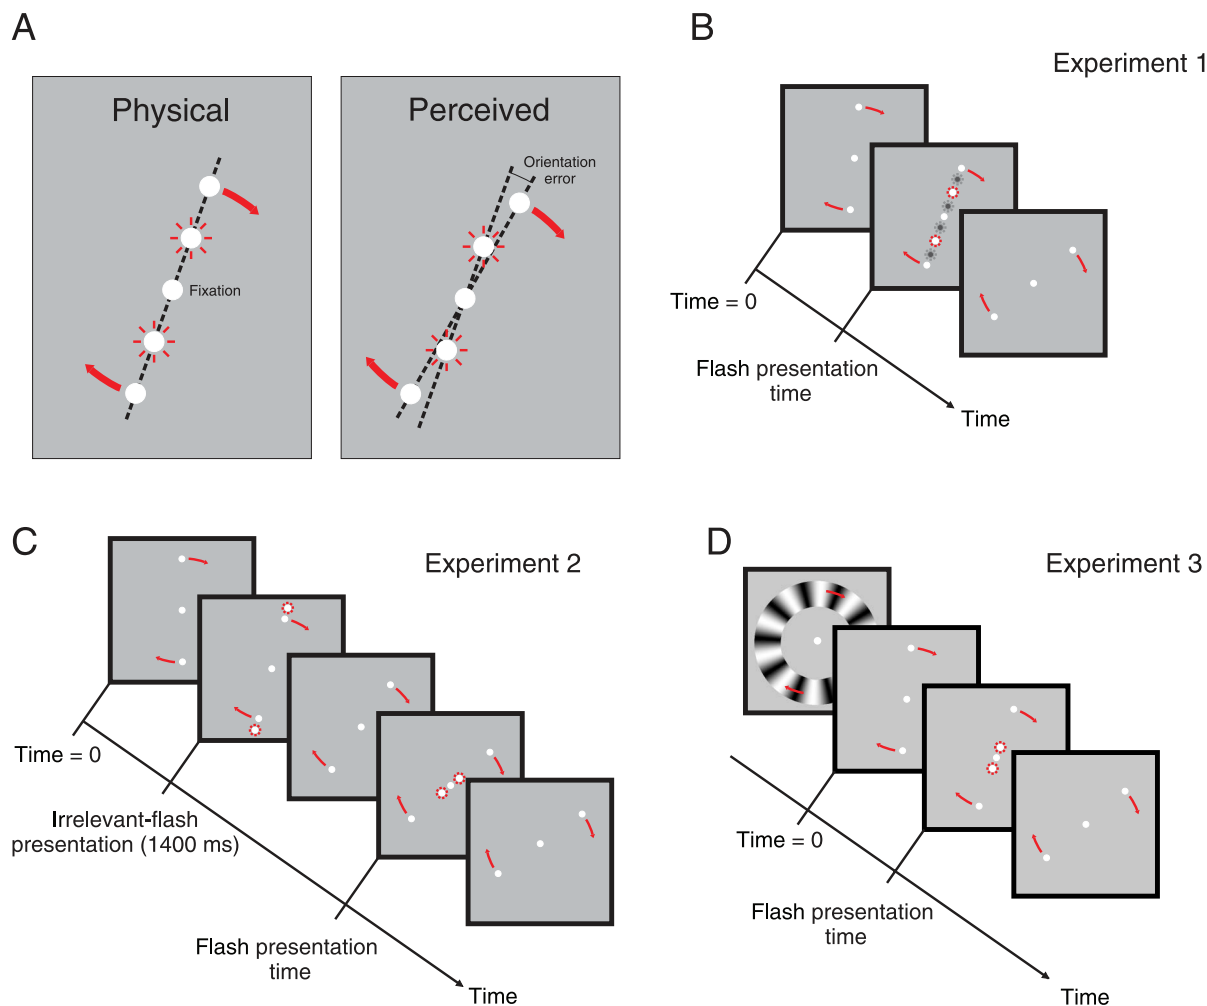 A
Physical
Fixation
Perceived
Orientation
error
B
Experiment 1
Time = 0
Flash presentation
time
Time
C
Experiment 2
Time = 0
Irrelevant-flash
presentation (1400 ms)
Flash presentation
time
Time
D
Experiment 3
Time = 0
Flash presentation
time
Time